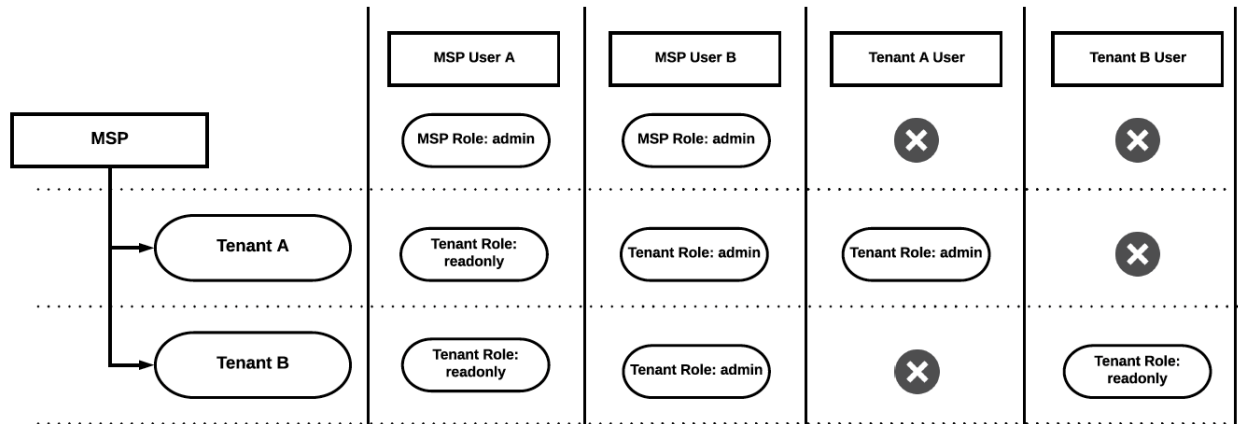 MSP User A
MSP User B
Tenant A User
Tenant B User
MSP
MSP Role: admin
MSP Role: admin
Tenant A
Tenant Role:
readonly
Tenant Role: admin
Tenant Role: admin
Tenant B
Tenant Role:
readonly
Tenant Role: admin
Tenant Role:
readonly